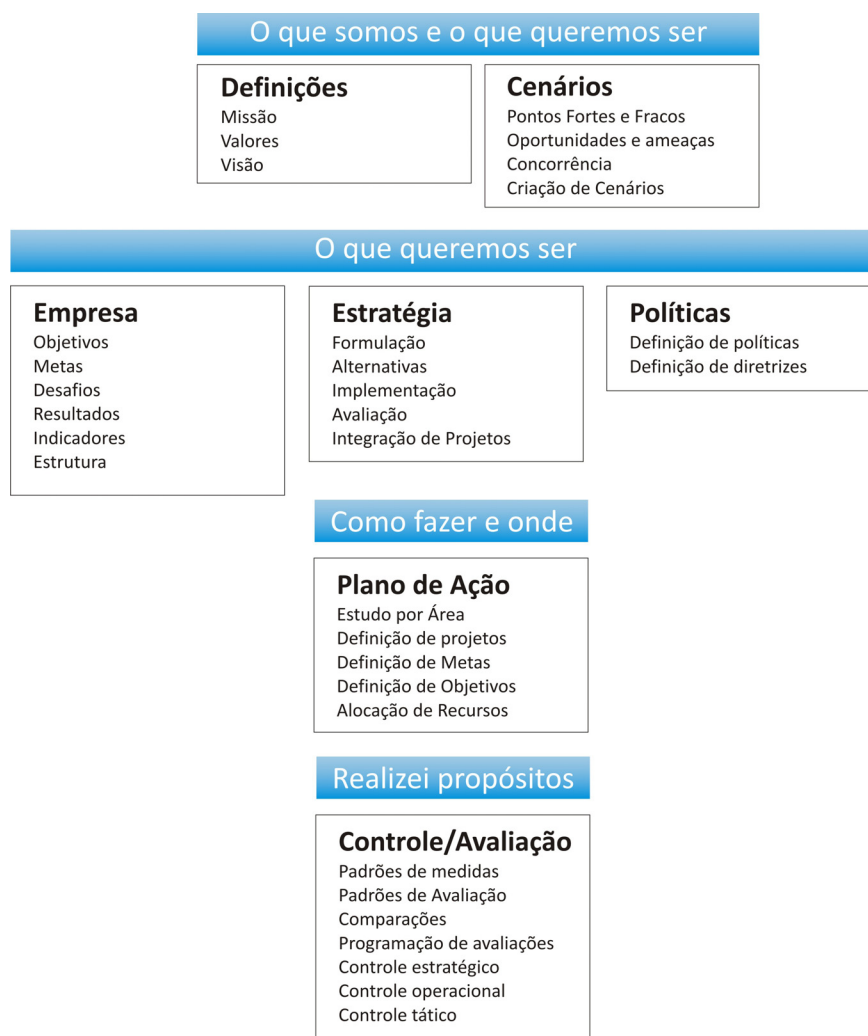 O que somos e o que queremos ser
Definições
Missão
Valores
Visão
Cenários
Pontos Fortes e Fracos
Oportunidades e ameaças
Concorrência
Criação de Cenários
O que queremos ser
Empresa
Objetivos
Metas
Desafios
Resultados
Indicadores
Estrutura
Estratégia
Formulação
Alternativas
Implementação
Avaliação
Integração de Projetos
Políticas
Definição de políticas
Definição de diretrizes
Como fazer e onde
Plano de Ação
Estudo por Área
Definição de projetos
Definição de Metas
Definição de Objetivos
Alocação de Recursos
Realizei propósitos
Controle/Avaliação
Padrões de medidas
Padrões de Avaliação
Comparações
Programação de avaliações
Controle estratégico
Controle operacional
Controle tático